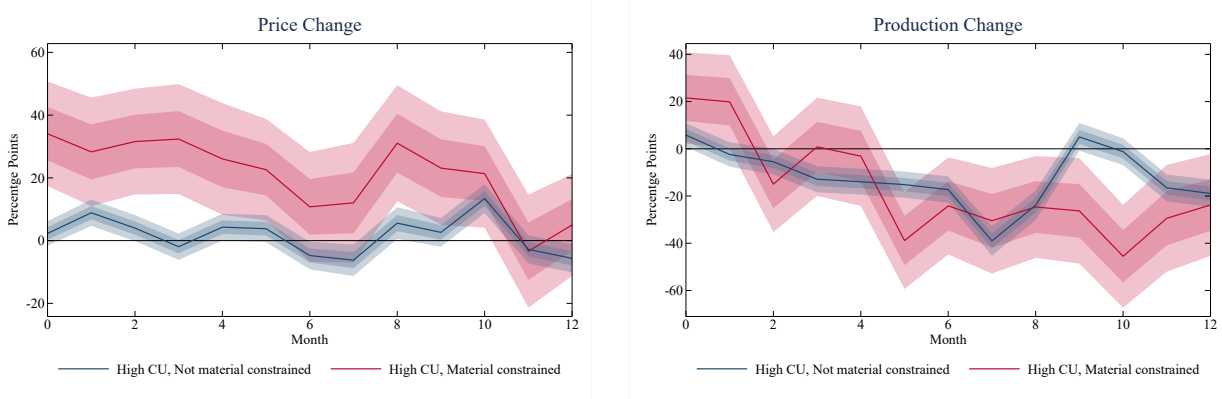 Price Change
Percentge Points
60
40
20
0
-20
0 2 4 6 8 10 12
Month
High CU, Not material constrained High CU, Material constrained
Production Change
Percentge Points
40
20
0
-20
-40
-60
0 2 4 6 8 10 12
Month
High CU, Not material constrained High CU, Material constrained